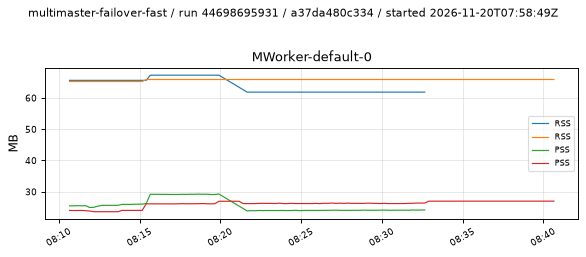 multimaster-failover-fast / run 44698695931 / a37da480c334 / started 2026-11-20T07:58:49Z
MWorker-default-0
MB
60
50
40
30
RSS
RSS
PSS
PSS
08:10
08:15
08:20
08:25
08:30
08:35
08:40